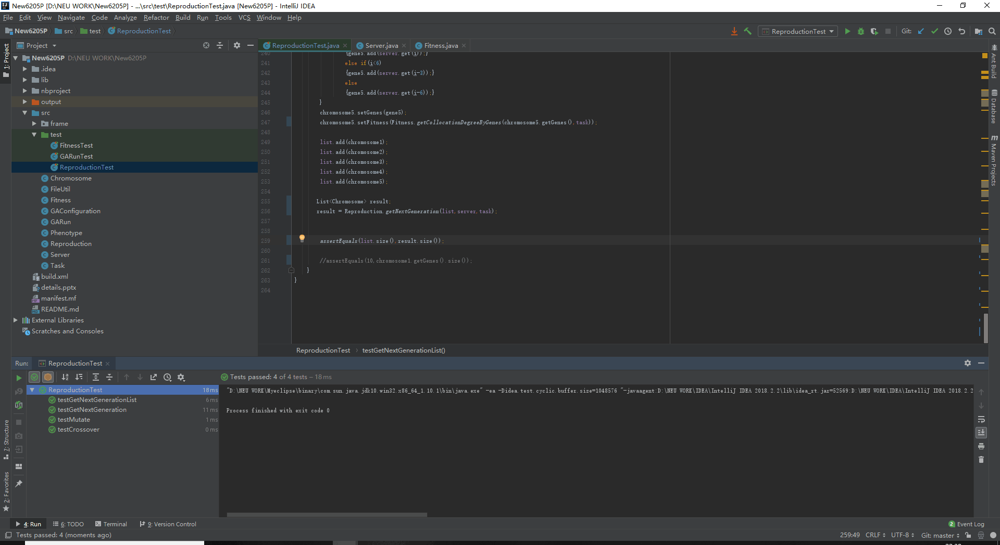 New6205P [D:\NEU WORK\New6205P] - ...\src\test\ReproductionTest.java [New6205P] - IntelliJ IDEA
File Edit View Navigate Code Analyze Refactor Build Run Tools VCS Window Help
New6205P src test ReproductionTest
ReproductionTest Git:
1: Project
Project
New6205P D:\NEU WORK\New6205P
.idea
lib
nbproject
output
src
frame
test
FitnessTest
GARunTest
ReproductionTest
Chromosome
FileUtil
Fitness
GAConfiguration
GARun
Phenotype
Reproduction
Server
Task
build.xml
details.pptx
manifest.mf
README.md
External Libraries
Scratches and Consoles
ReproductionTest.java Server.java Fitness.java
240 {gene5.add(server.get(i));}
241 else if(i<6)
242 {gene5.add(server.get(i-3));}
243 else
244 {gene5.add(server.get(i-6));}
245 }
246 chromosome5.setGenes(gene5);
247 chromosome5.setFitness(Fitness.getCollocationDegreeByGenes(chromosome5.getGenes(),task));
248
249 list.add(chromosome1);
250 list.add(chromosome2);
251 list.add(chromosome3);
252 list.add(chromosome4);
253 list.add(chromosome5);
254
255 List<Chromosome> result;
256 result = Reproduction.getNextGeneration(list,server,task);
257
258
259 assertEquals(list.size(),result.size());
260
261 //assertEquals(10,chromosome1.getGenes().size());
262 }
263 }
264
ReproductionTest testGetNextGenerationList()
Ant Build
Database
Maven Projects
Run: ReproductionTest
Tests passed: 4 of 4 tests – 18 ms
ReproductionTest 18 ms
testGetNextGenerationList 6 ms
testGetNextGeneration 11 ms
testMutate 1 ms
testCrossover 0 ms
"D:\NEU WORK\Myeclipse\binary\com.sun.java.jdk10.win32.x86_64_1.10.1\bin\java.exe" -ea -Didea.test.cyclic.buffer.size=1048576 "-javaagent:D:\NEU WORK\IDEA\IntelliJ IDEA 2018.2.2\lib\idea_rt.jar=52569:D:\NEU WORK\IDEA\IntelliJ IDEA 2018.2.2
Process finished with exit code 0
7: Structure
2: Favorites
4: Run 6: TODO Terminal 9: Version Control 2 Event Log
Tests passed: 4 (moments ago) 259:49 CRLF UTF-8 Git: master